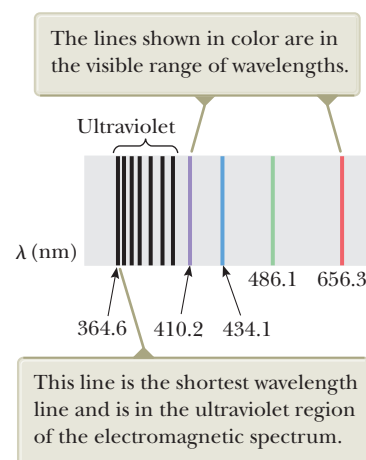 The lines shown in color are in
the visible range of wavelengths.
Ultraviolet
λ (nm)
486.1 656.3
364.6 410.2 434.1
This line is the shortest wavelength
line and is in the ultraviolet region
of the electromagnetic spectrum.